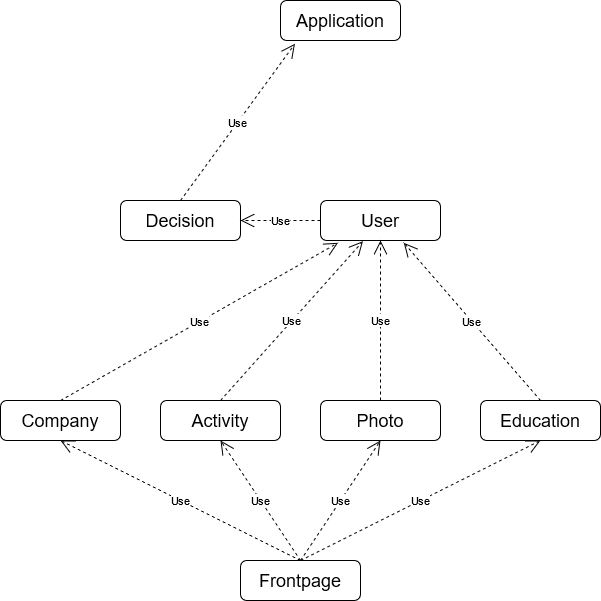 Application
Use
Decision
Use
User
Use
Use
Use
Use
Company
Activity
Photo
Education
Use
Use
Use
Use
Frontpage